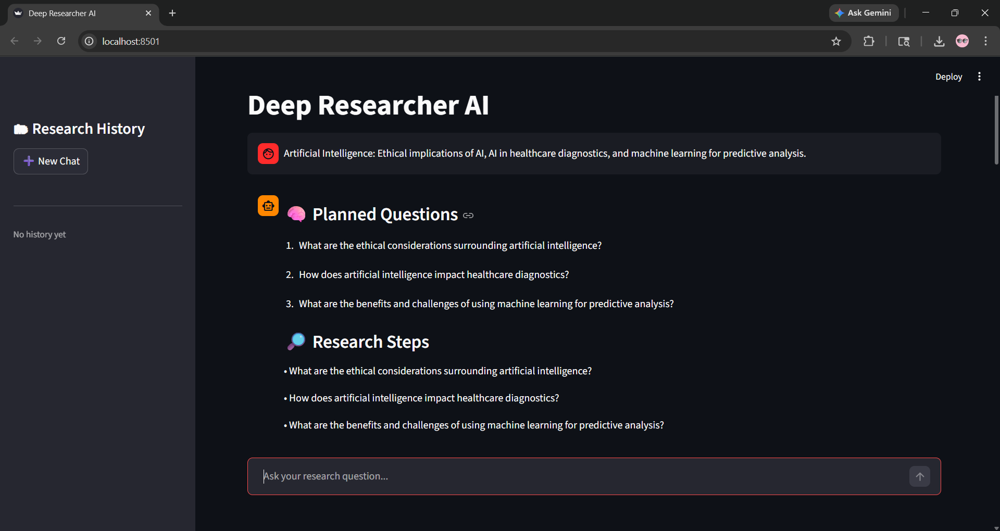 Deep Researcher AI
Ask Gemini
localhost:8501
Deploy
Research History
New Chat
No history yet
Deep Researcher AI
Artificial Intelligence: Ethical implications of AI, AI in healthcare diagnostics, and machine learning for predictive analysis.
Planned Questions
1. What are the ethical considerations surrounding artificial intelligence?
2. How does artificial intelligence impact healthcare diagnostics?
3. What are the benefits and challenges of using machine learning for predictive analysis?
Research Steps
• What are the ethical considerations surrounding artificial intelligence?
• How does artificial intelligence impact healthcare diagnostics?
• What are the benefits and challenges of using machine learning for predictive analysis?
Ask your research question...